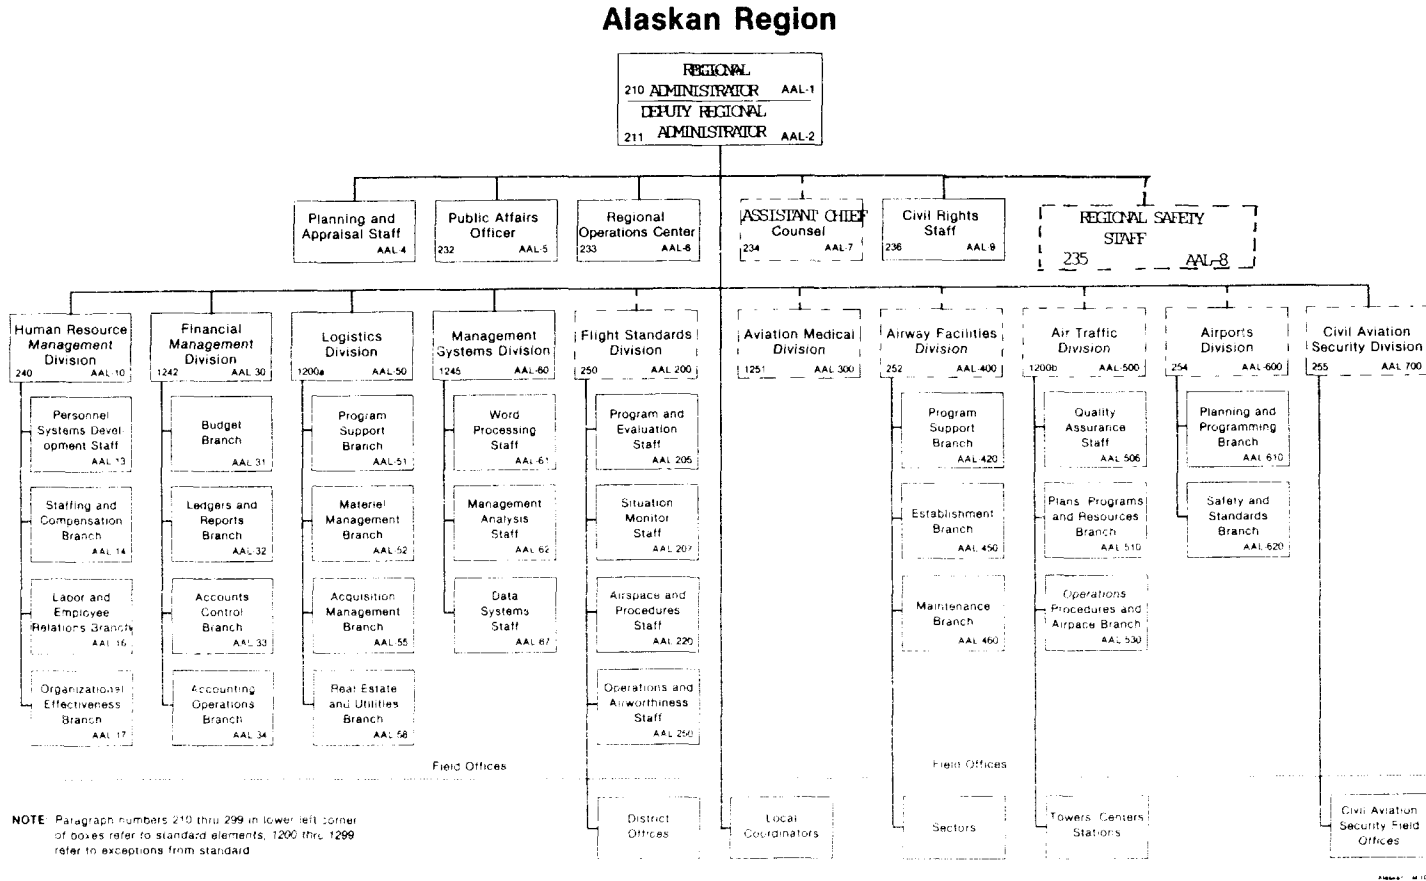 Alaskan Region
REGIONAL
210 ADMINISTRATOR AAL-1
DEPUTY REGIONAL
211 ADMINISTRATOR AAL-2
Planning and
Appraisal Staff
AAL-4
Public Affairs
Officer
232 AAL-5
Regional
Operations Center
233 AAL-6
ASSISTANT CHIEF
Counsel
234 AAL-7
Civil Rights
Staff
236 AAL-9
REGIONAL SAFETY
STAFF
235 AAL-8
Human Resource
Management
Division
240 AAL-10
Financial
Management
Division
1242 AAL 30
Logistics
Division
1200a AAL-50
Management
Systems Division
1245 AAL-60
Flight Standards
Division
250 AAL 200
Aviation Medical
Division
1251 AAL 300
Airway Facilities
Division
252 AAL-400
Air Traffic
Division
1200b AAL-500
Airports
Division
254 AAL-600
Civil Aviation
Security Division
255 AAL 700
Personnel
Systems Devel-
opment Staff
AAL 13
Staffing and
Compensation
Branch
AAL 14
Labor and
Employee
Relations Branch
AAL 16
Organizational
Effectiveness
Branch
AAL 17
Budget
Branch
AAL 31
Ledgers and
Reports
Branch
AAL-32
Accounts
Control
Branch
AAL 33
Accounting
Operations
Branch
AAL 34
Program
Support
Branch
AAL-51
Materiel
Management
Branch
AAL-52
Acquisition
Management
Branch
AAL-55
Real Estate
and Utilities
Branch
AAL-58
Word
Processing
Staff
AAL-61
Management
Analysis
Staff
AAL 62
Data
Systems
Staff
AAL-67
Program and
Evaluation
Staff
AAL 205
Situation
Monitor
Staff
AAL 207
Airspace and
Procedures
Staff
AAL 220
Operations and
Airworthiness
Staff
AAL 250
Program
Support
Branch
AAL-420
Establishment
Branch
AAL 450
Maintenance
Branch
AAL 460
Quality
Assurance
Staff
AAL 506
Plans Programs
and Resources
Branch
AAL 510
Operations
Procedures and
Airpace Branch
AAL 530
Planning and
Programming
Branch
AAL 610
Safety and
Standards
Branch
AAL-620
Field Offices
Field Offices
District
Offices
Local
Coordinators
Sectors
Towers Centers
Stations
Civil Aviation
Security Field
Offices
NOTE Paragraph numbers 210 thru 299 in lower left corner
of boxes refer to standard elements, 1200 thru 1299
refer to exceptions from standard